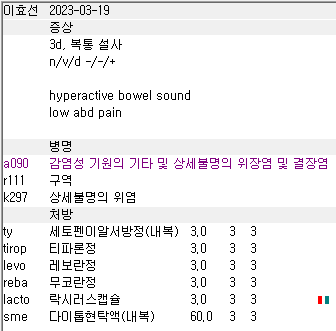 이효선 2023-03-19
증상
3d, 복통 설사
n/v/d -/-/+
hyperactive bowel sound
low abd pain
병명
a090 감염성 기원의 기타 및 상세불명의 위장염 및 결장염
r111 구역
k297 상세불명의 위염
처방
ty 세토펜이알서방정(내복) 3,0 3 3
tirop 티파론정 3,0 3 3
levo 레보란정 3,0 3 3
reba 무코란정 3,0 3 3
lacto 락시러스캡슐 3,0 3 3
sme 다이톱현탁액(내복) 60,0 3 3